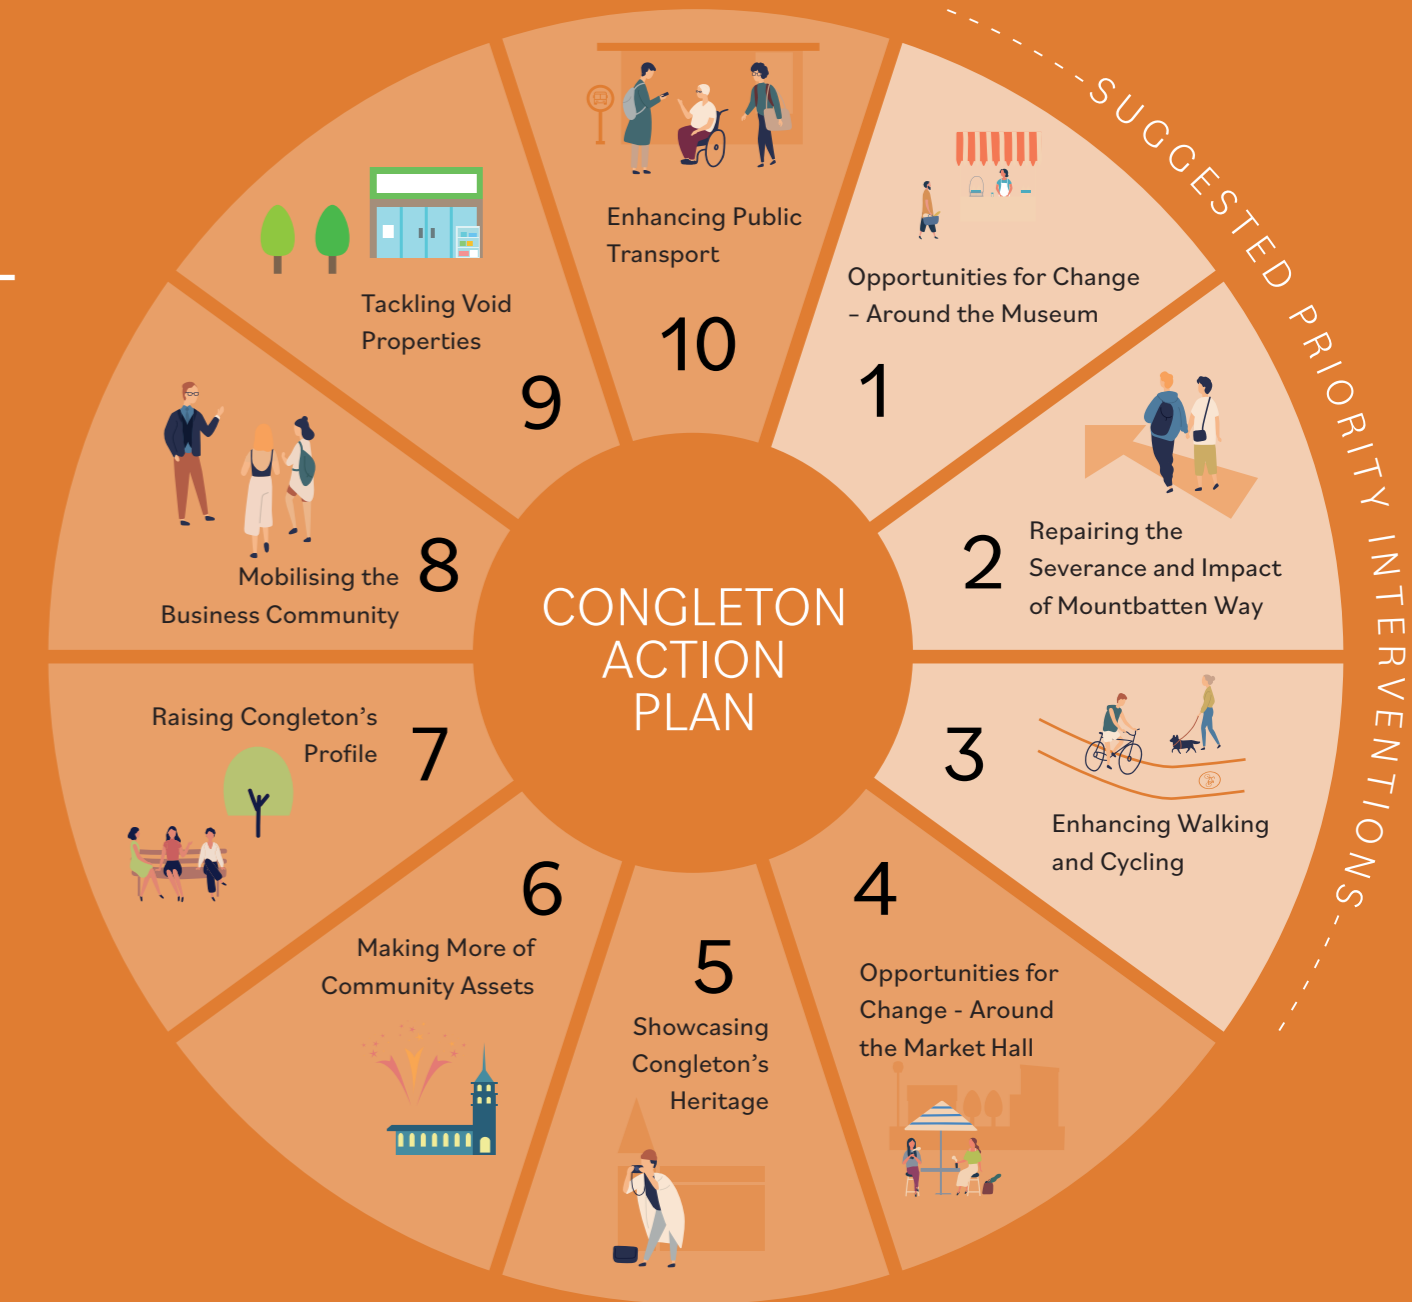 CONGLETON
ACTION
PLAN
SUGGESTED PRIORITY INTERVENTIONS
Opportunities for Change
– Around the Museum
1
2
Repairing the
Severance and Impact
of Mountbatten Way
3
Enhancing Walking
and Cycling
4
Opportunities for
Change - Around
the Market Hall
5
Showcasing
Congleton’s
Heritage
6
Making More of
Community Assets
7
Raising Congleton’s
Profile
8
Mobilising the
Business Community
Tackling Void
Properties
9
Enhancing Public
Transport
10